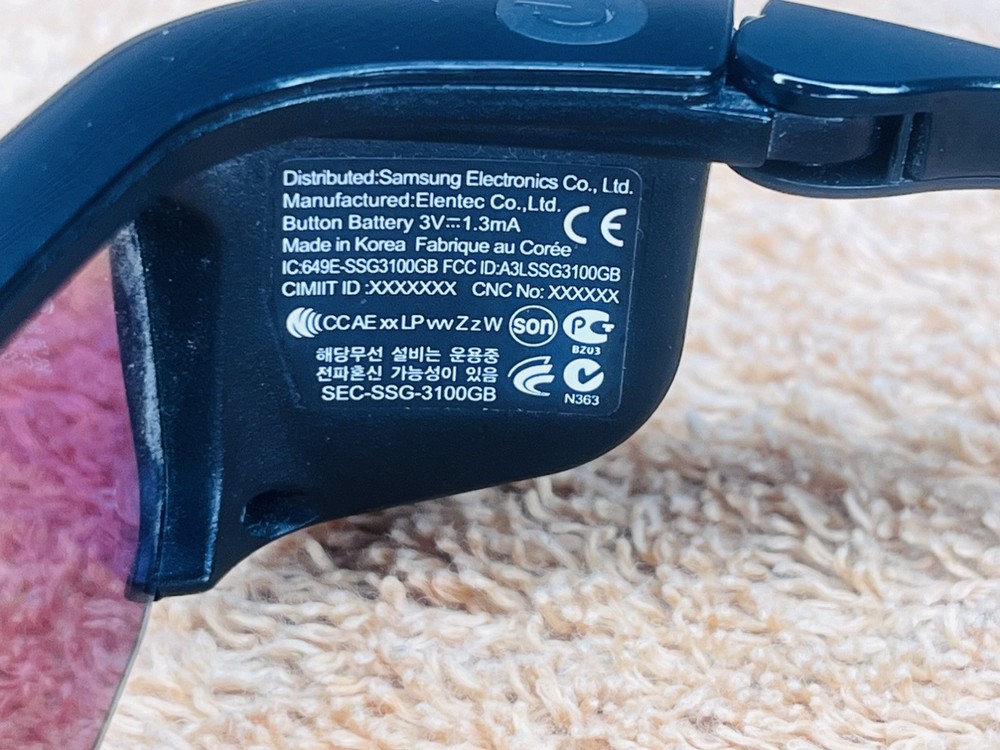 Distributed:Samsung Electronics Co., Ltd.
Manufactured:Elentec Co.,Ltd.
Button Battery 3V⎓1.3mA CE
Made in Korea Fabrique au Corée
IC:649E-SSG3100GB FCC ID:A3LSSG3100GB
CIMIIT ID :XXXXXXX CNC No: XXXXXX
CCAExxLPvvvZzW son PG
BZ03
해당무선 설비는 운용중
전파혼신 가능성이 있음
SEC-SSG-3100GB N363